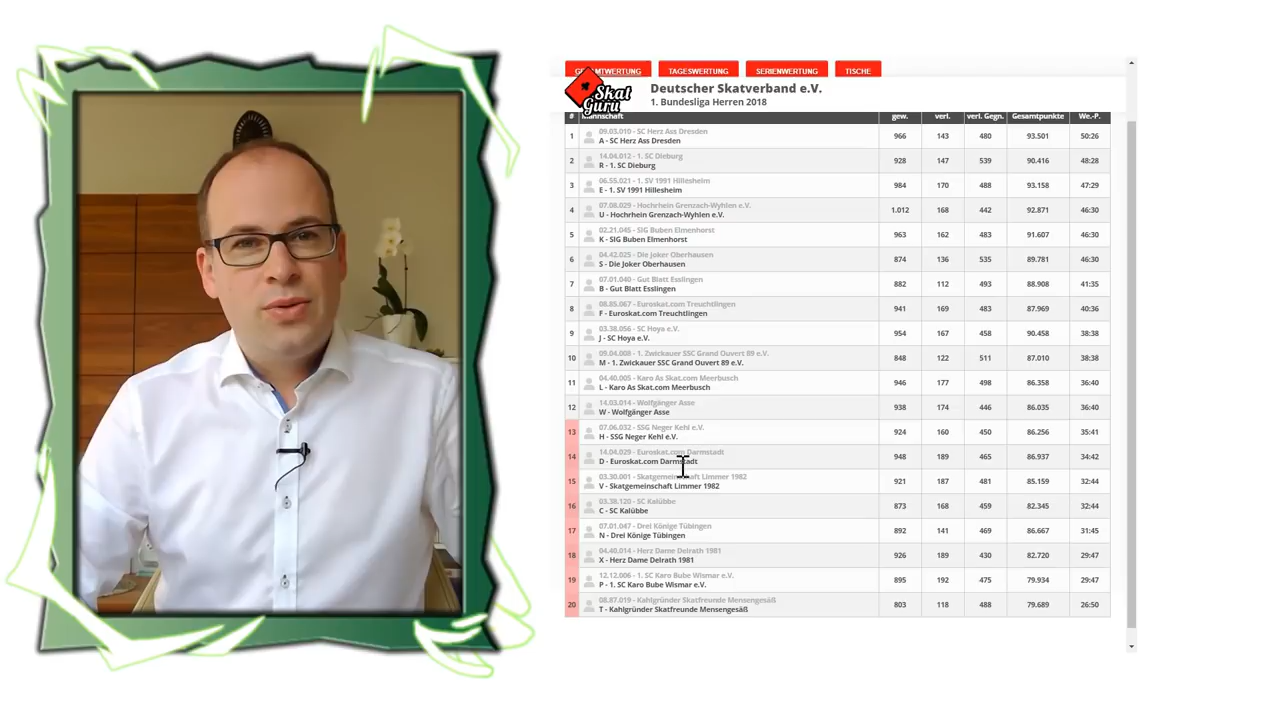 GESAMTWERTUNG TAGESWERTUNG SERIENWERTUNG TISCHE
Skat Guru
Deutscher Skatverband e.V.
1. Bundesliga Herren 2018
# Mannschaft gew. verl. verl. Gegn. Gesamtpunkte We.-P.
09.03.010 - SC Herz Ass Dresden
1 A - SC Herz Ass Dresden 966 143 480 93.501 50:26
14.04.012 - 1. SC Dieburg
2 R - 1. SC Dieburg 928 147 539 90.416 48:28
06.55.021 - 1. SV 1991 Hillesheim
3 E - 1. SV 1991 Hillesheim 984 170 488 93.158 47:29
07.08.029 - Hochrhein Grenzach-Wyhlen e.V.
4 U - Hochrhein Grenzach-Wyhlen e.V. 1.012 168 442 92.871 46:30
02.21.045 - SIG Buben Elmenhorst
5 K - SIG Buben Elmenhorst 963 162 483 91.607 46:30
04.42.025 - Die Joker Oberhausen
6 S - Die Joker Oberhausen 874 136 535 89.781 46:30
07.01.040 - Gut Blatt Esslingen
7 B - Gut Blatt Esslingen 882 112 493 88.908 41:35
08.85.067 - Euroskat.com Treuchtlingen
8 F - Euroskat.com Treuchtlingen 941 169 483 87.969 40:36
03.38.056 - SC Hoya e.V.
9 J - SC Hoya e.V. 954 167 458 90.458 38:38
09.04.008 - 1. Zwickauer SSC Grand Ouvert 89 e.V.
10 M - 1. Zwickauer SSC Grand Ouvert 89 e.V. 848 122 511 87.010 38:38
04.40.005 - Karo As Skat.com Meerbusch
11 L - Karo As Skat.com Meerbusch 946 177 498 86.358 36:40
14.03.014 - Wolfgänger Asse
12 W - Wolfgänger Asse 938 174 446 86.035 36:40
07.06.032 - SSG Neger Kehl e.V.
13 H - SSG Neger Kehl e.V. 924 160 450 86.256 35:41
14.04.029 - Euroskat.com Darmstadt
14 D - Euroskat.com Darmstadt 948 189 465 86.937 34:42
03.30.001 - Skatgemeinschaft Limmer 1982
15 V - Skatgemeinschaft Limmer 1982 921 187 481 85.159 32:44
03.38.120 - SC Kalübbe
16 C - SC Kalübbe 873 168 459 82.345 32:44
07.01.047 - Drei Könige Tübingen
17 N - Drei Könige Tübingen 892 141 469 86.667 31:45
04.40.014 - Herz Dame Delrath 1981
18 X - Herz Dame Delrath 1981 926 189 430 82.720 29:47
12.12.006 - 1. SC Karo Bube Wismar e.V.
19 P - 1. SC Karo Bube Wismar e.V. 895 192 475 79.934 29:47
08.87.019 - Kahlgründer Skatfreunde Mensengesäß
20 T - Kahlgründer Skatfreunde Mensengesäß 803 118 488 79.689 26:50